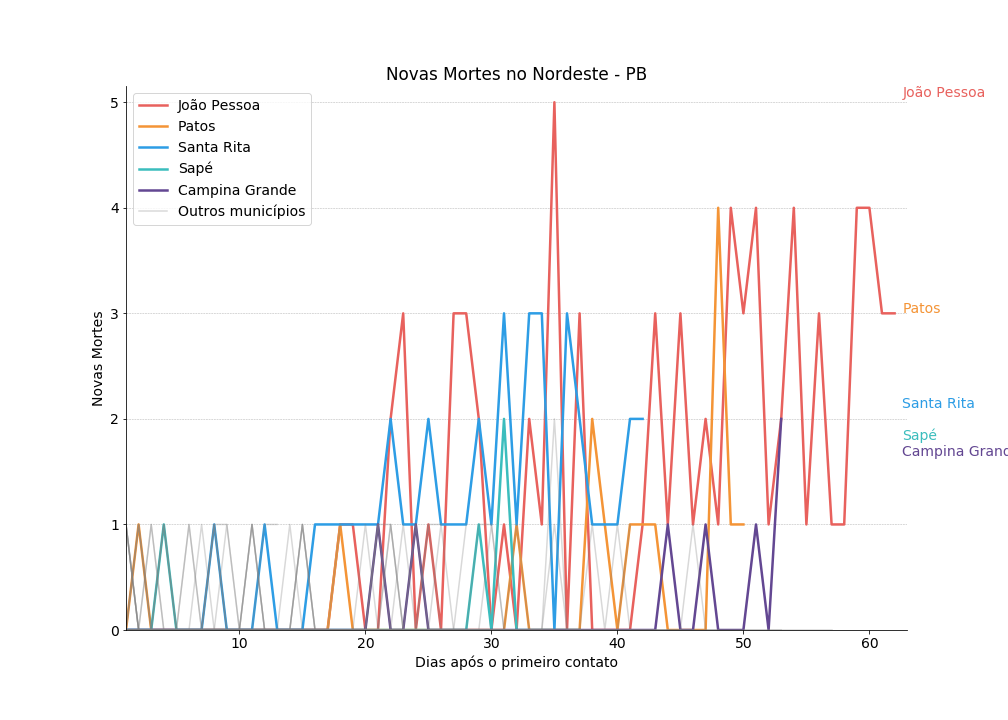 Novas Mortes no Nordeste - PB
João Pessoa
Patos
Santa Rita
Sapé
Campina Grande
Outros municípios
5
4
3
2
1
0
Novas Mortes
10
20
30
40
50
60
Dias após o primeiro contato
João Pessoa
Patos
Santa Rita
Sapé
Campina Grand